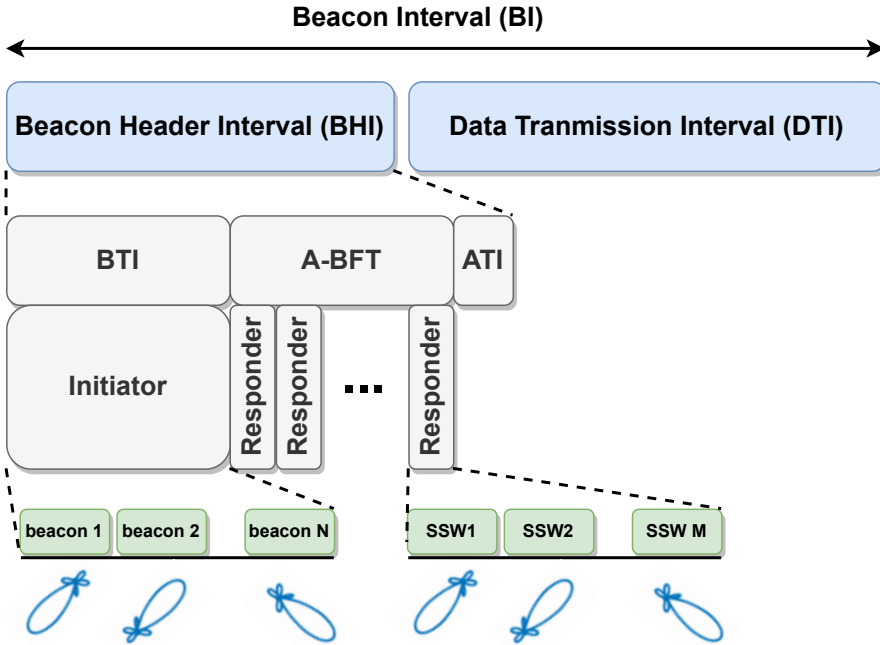 Beacon Interval (BI)
Beacon Header Interval (BHI)
Data Tranmission Interval (DTI)
BTI
A-BFT
ATI
Initiator
Responder
Responder
Responder
beacon 1
beacon 2
beacon N
SSW1
SSW2
SSW M